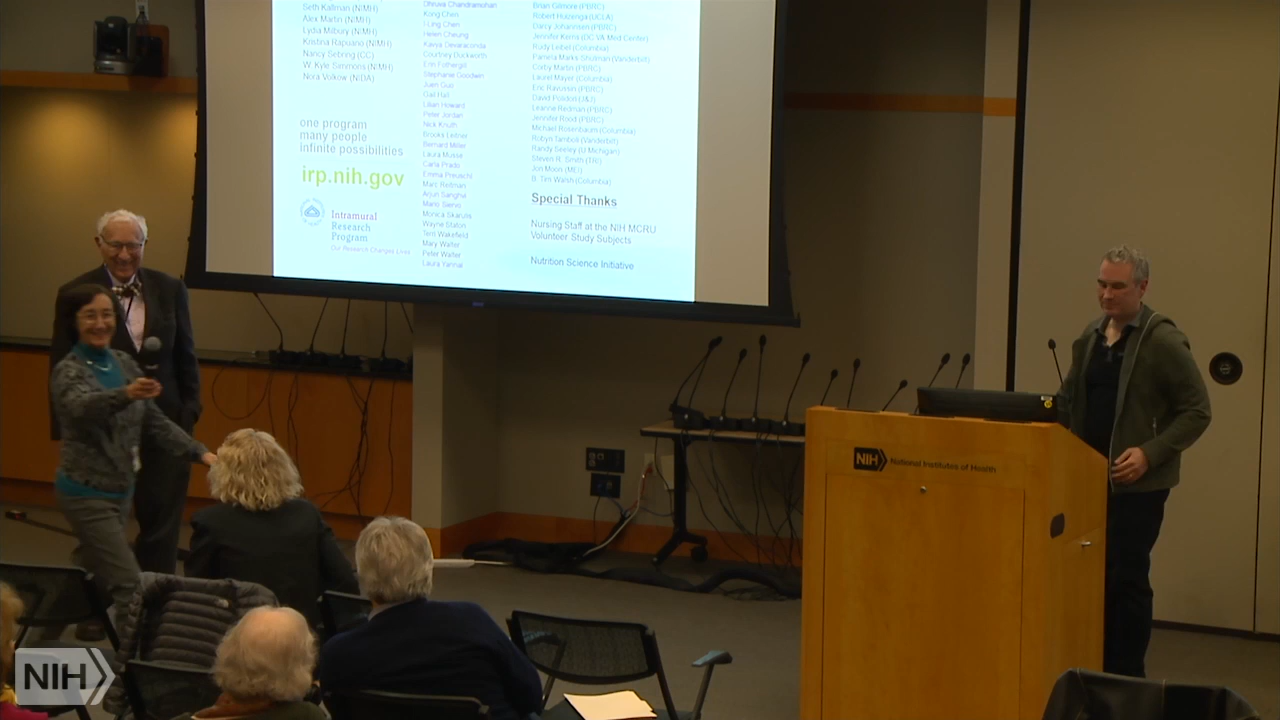 Seth Kallman (NIMH)
Alex Martin (NIMH)
Lydia Milbury (NIMH)
Kristina Rapuano (NIMH)
Nancy Sebring (CC)
W. Kyle Simmons (NIMH)
Nora Volkow (NIDA)
one program
many people
infinite possibilities
irp.nih.gov
Intramural
Research
Program
Our Research Changes Lives
Dhruva Chandramohan
Kong Chen
I Ling Chen
Helen Cheung
Kavya Devarakonda
Courtney Duckworth
Erin Fothergill
Stephanie Goodwin
Juen Guo
Gail Hall
Lilian Howard
Peter Jordan
Nick Knuth
Brooks Leitner
Bernard Miller
Laura Musse
Carla Prado
Emma Preuschl
Marc Reitman
Arjun Sanghvi
Mario Siervo
Monica Skarulis
Wayne Staton
Terri Wakefield
Mary Walter
Peter Walter
Laura Yannai
Brian Gilmore (PBRC)
Robert Huizenga (UCLA)
Darcy Johannsen (PBRC)
Jennifer Kerns (DC VA Med Center)
Rudy Leibel (Columbia)
Pamela Marks-Shulman (Vanderbilt)
Corby Martin (PBRC)
Laurel Mayer (Columbia)
Eric Ravussin (PBRC)
David Polidori (J&J)
Leanne Redman (PBRC)
Jennifer Rood (PBRC)
Michael Rosenbaum (Columbia)
Robyn Tamboli (Vanderbilt)
Randy Seeley (U Michigan)
Steven R. Smith (TRI)
Jon Moon (MEI)
B. Tim Walsh (Columbia)
Special Thanks
Nursing Staff at the NIH MCRU
Volunteer Study Subjects
Nutrition Science Initiative
NIH National Institutes of Health
NIH